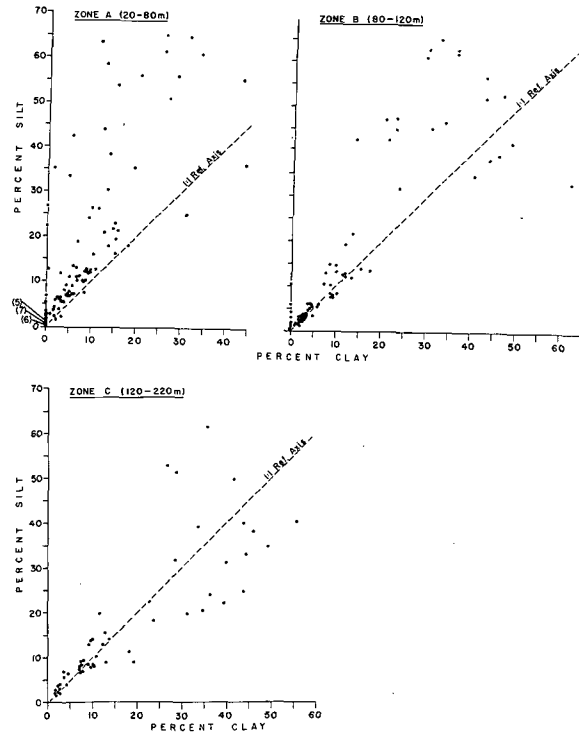 ZONE A (20-80m)
ZONE B (80-120m)
70
60
50
40
30
20
10
0
PERCENT SILT
1:1 Ref. Axis
1:1 Ref. Axis
(5)
(7)
(6)
0 10 20 30 40
0 10 20 30 40 50 60
PERCENT CLAY
ZONE C (120-220m)
70
60
50
40
30
20
10
0
PERCENT SILT
1:1 Ref. Axis
10 20 30 40 50 60
PERCENT CLAY